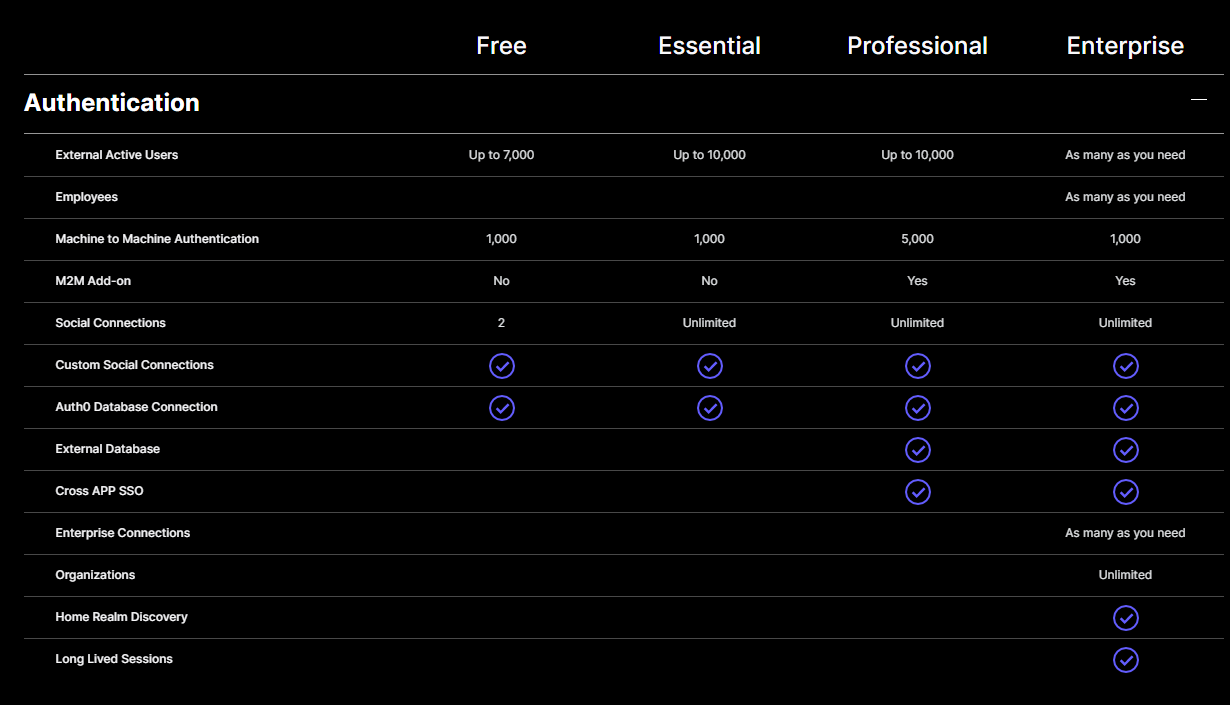 Free Essential Professional Enterprise
Authentication
External Active Users Up to 7,000 Up to 10,000 Up to 10,000 As many as you need
Employees As many as you need
Machine to Machine Authentication 1,000 1,000 5,000 1,000
M2M Add-on No No Yes Yes
Social Connections 2 Unlimited Unlimited Unlimited
Custom Social Connections
Auth0 Database Connection
External Database
Cross APP SSO
Enterprise Connections As many as you need
Organizations Unlimited
Home Realm Discovery
Long Lived Sessions